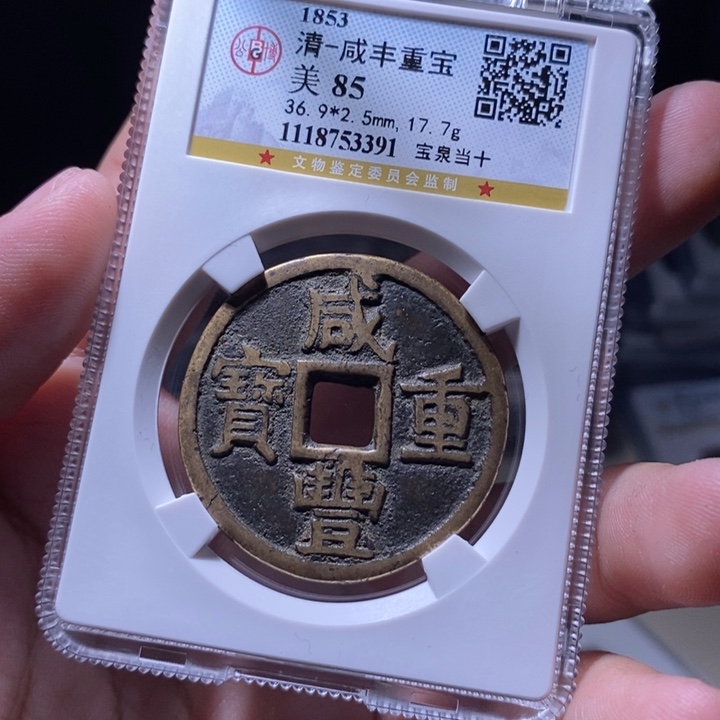 1853
清-咸丰重宝
美 85
36.9*2.5mm, 17.7g
1118753391 宝泉当十
★ 文物鉴定委员会监制 ★
咸
寶 重
豐